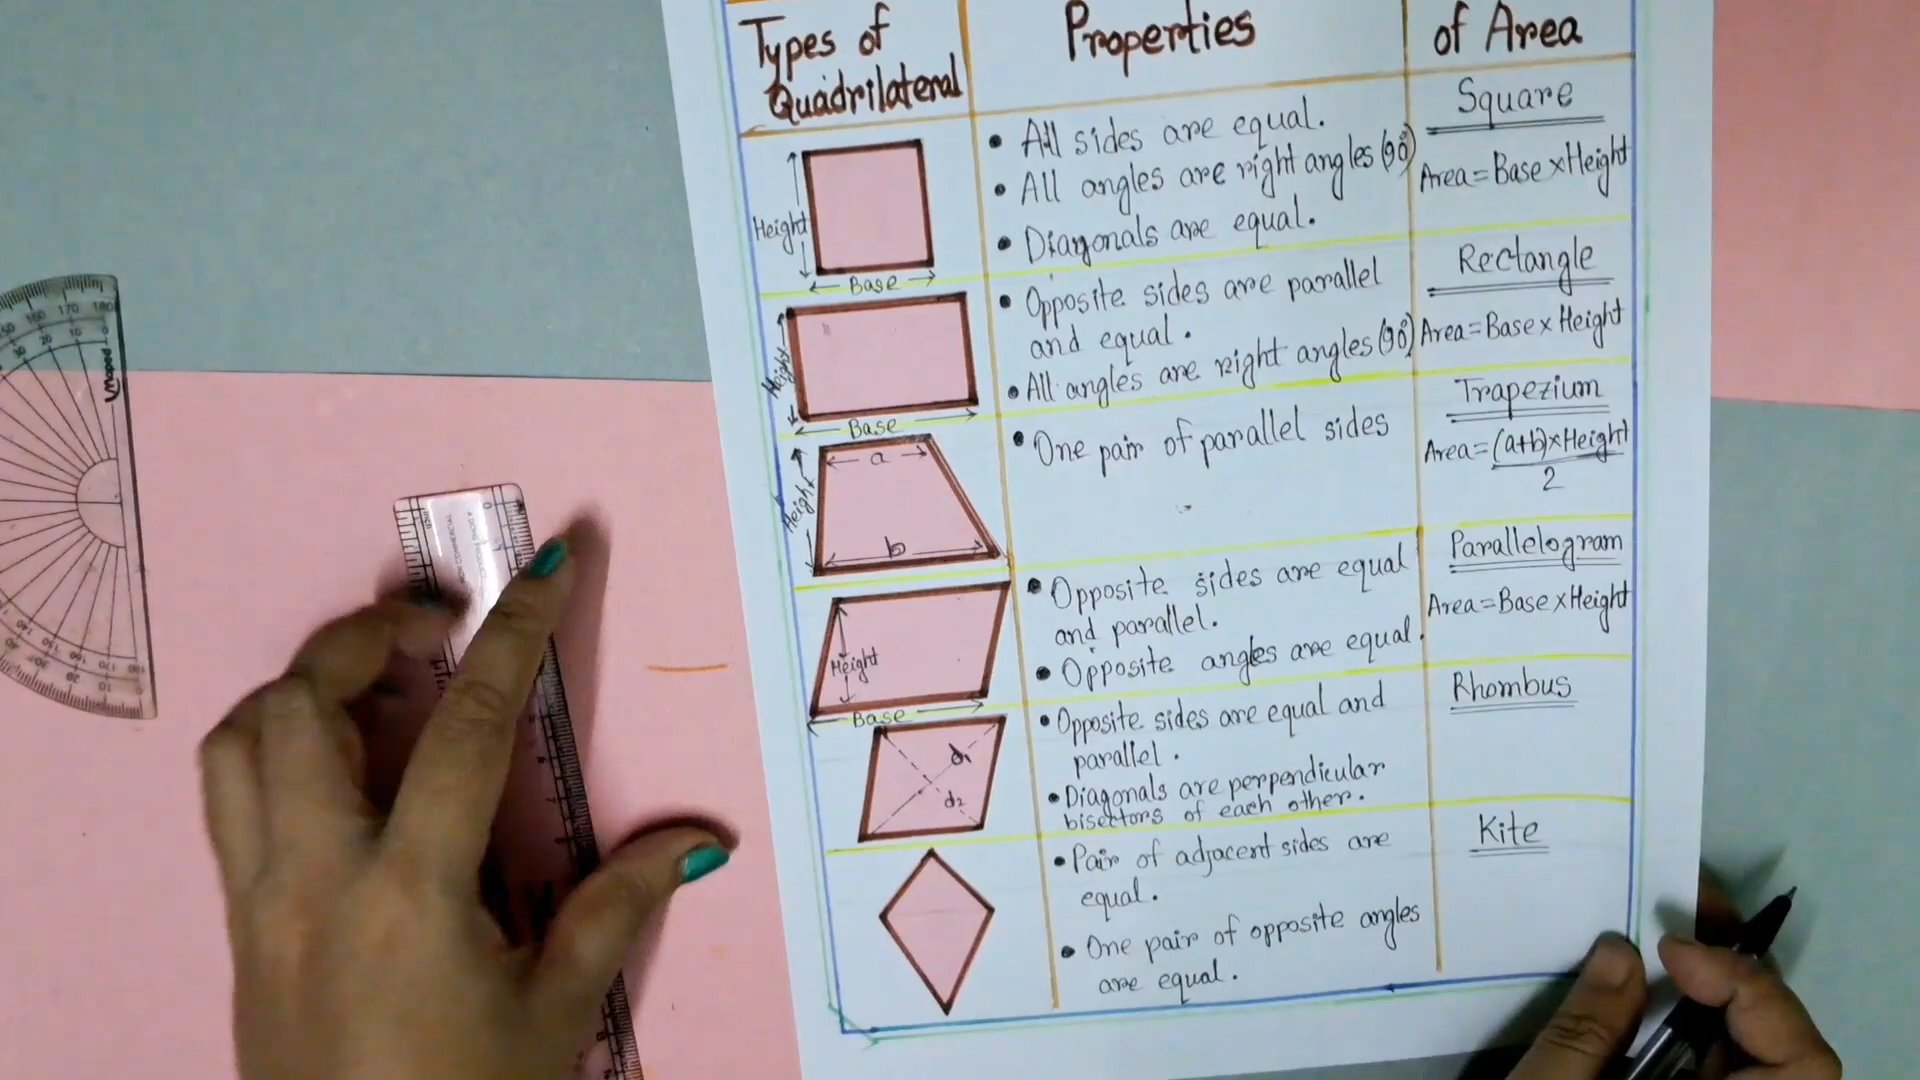 Types of
Quadrilateral
Properties
of Area
Height
Base
• All sides are equal.
• All angles are right angles (90°)
• Diagonals are equal.
Square
Area=Base×Height
Height
Base
• Opposite sides are parallel
and equal.
• All angles are right angles (90°)
Rectangle
Area=Base×Height
a
Height
b
• One pair of parallel sides
Trapezium
Area=(a+b)×Height
2
Height
Base
• Opposite sides are equal
and parallel.
• Opposite angles are equal.
Parallelogram
Area=Base×Height
d₁
d₂
• Opposite sides are equal and
parallel.
• Diagonals are perpendicular
bisectors of each other.
Rhombus
• Pair of adjacent sides are
equal.
• One pair of opposite angles
are equal.
Kite
Maped